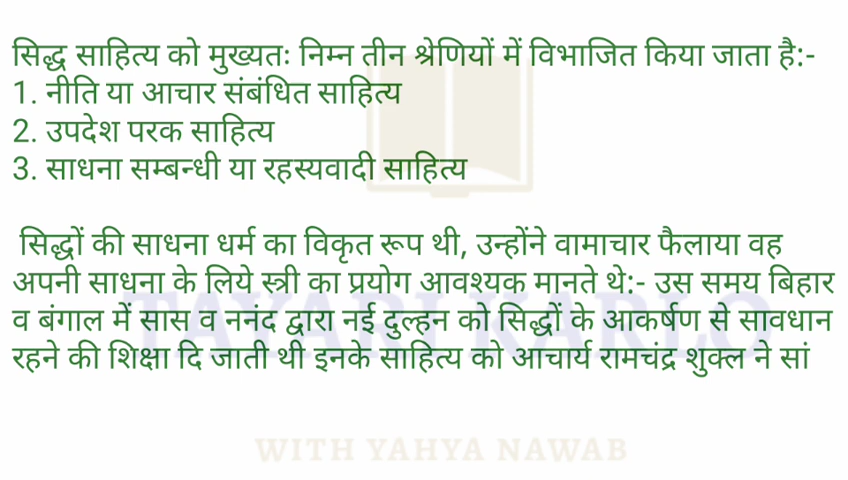 सिद्ध साहित्य को मुख्यतः निम्न तीन श्रेणियों में विभाजित किया जाता है:-
1. नीति या आचार संबंधित साहित्य
2. उपदेश परक साहित्य
3. साधना सम्बन्धी या रहस्यवादी साहित्य
सिद्धों की साधना धर्म का विकृत रूप थी, उन्होंने वामाचार फैलाया वह
अपनी साधना के लिये स्त्री का प्रयोग आवश्यक मानते थे:- उस समय बिहार
व बंगाल में सास व ननंद द्वारा नई दुल्हन को सिद्धों के आकर्षण से सावधान
रहने की शिक्षा दि जाती थी इनके साहित्य को आचार्य रामचंद्र शुक्ल ने सां
TAYARI KARLO
WITH YAHYA NAWAB